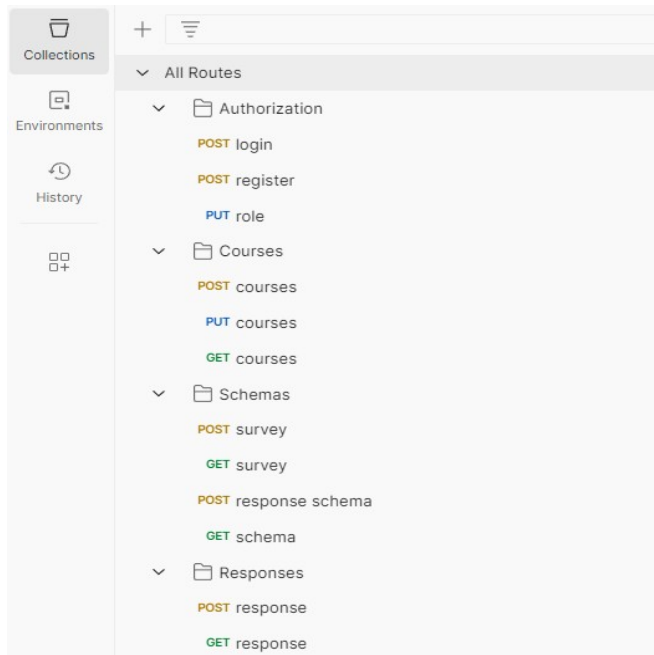 Collections
Environments
History
All Routes
Authorization
POST login
POST register
PUT role
Courses
POST courses
PUT courses
GET courses
Schemas
POST survey
GET survey
POST response schema
GET schema
Responses
POST response
GET response